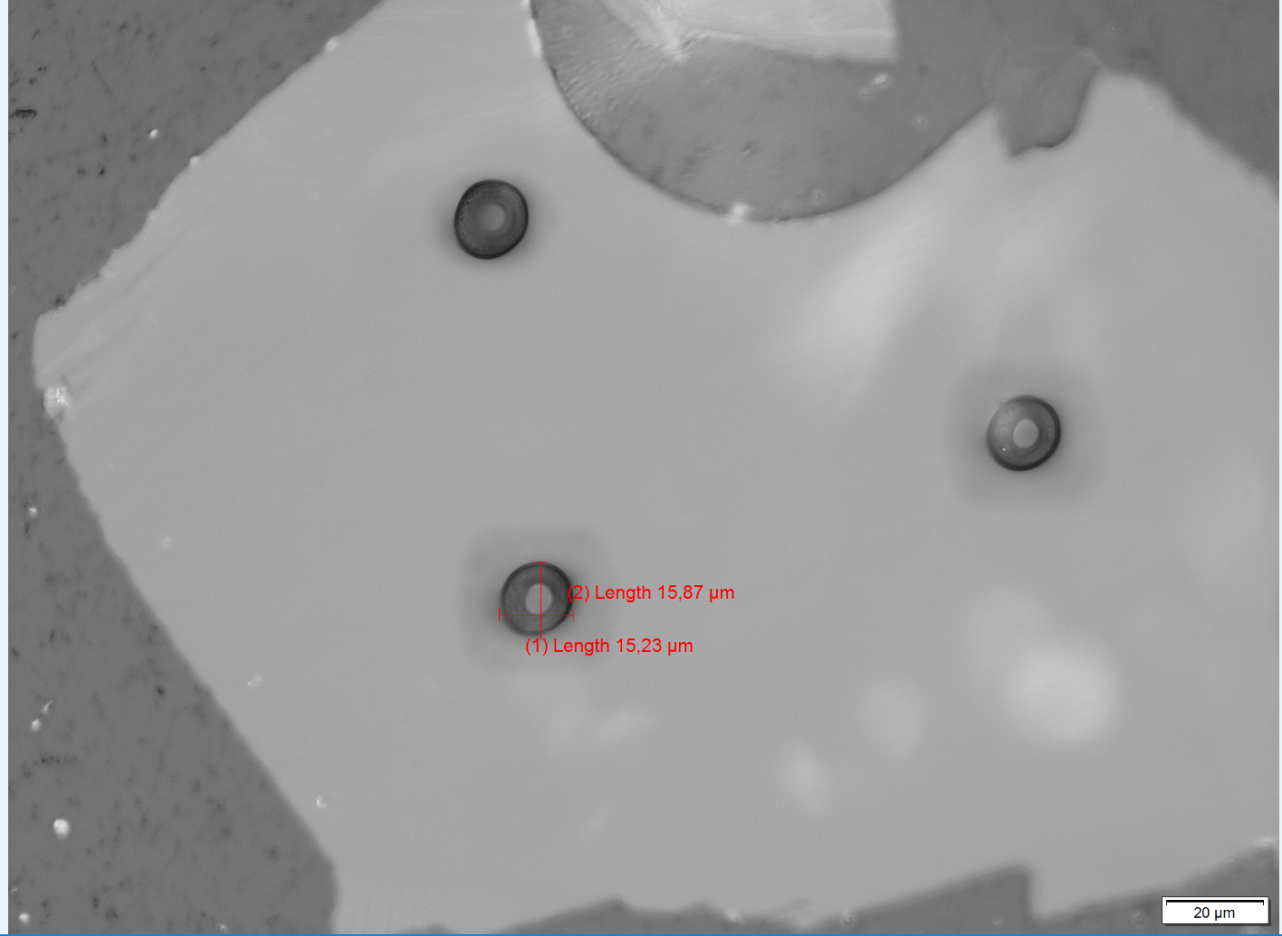 (2) Length 15,87 µm
(1) Length 15,23 µm
20 µm